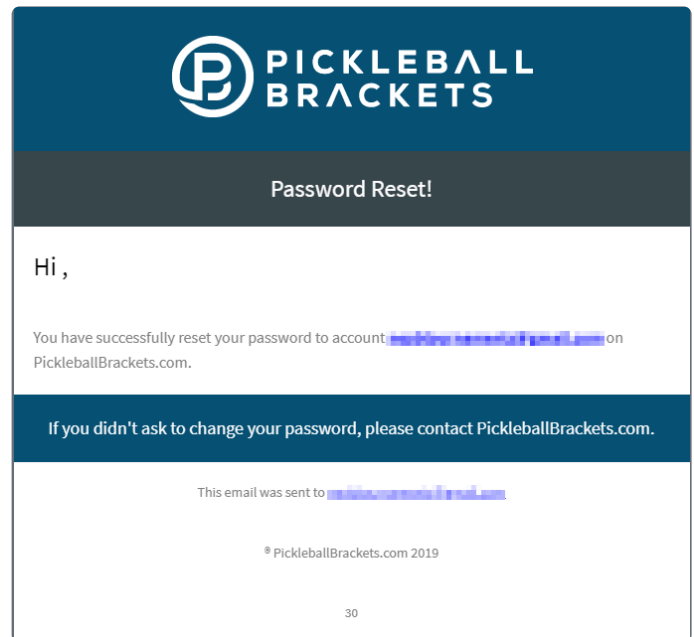 PICKLEBALL
BRACKETS
Password Reset!
Hi ,
You have successfully reset your password to account on
PickleballBrackets.com.
If you didn't ask to change your password, please contact PickleballBrackets.com.
This email was sent to
® PickleballBrackets.com 2019
30